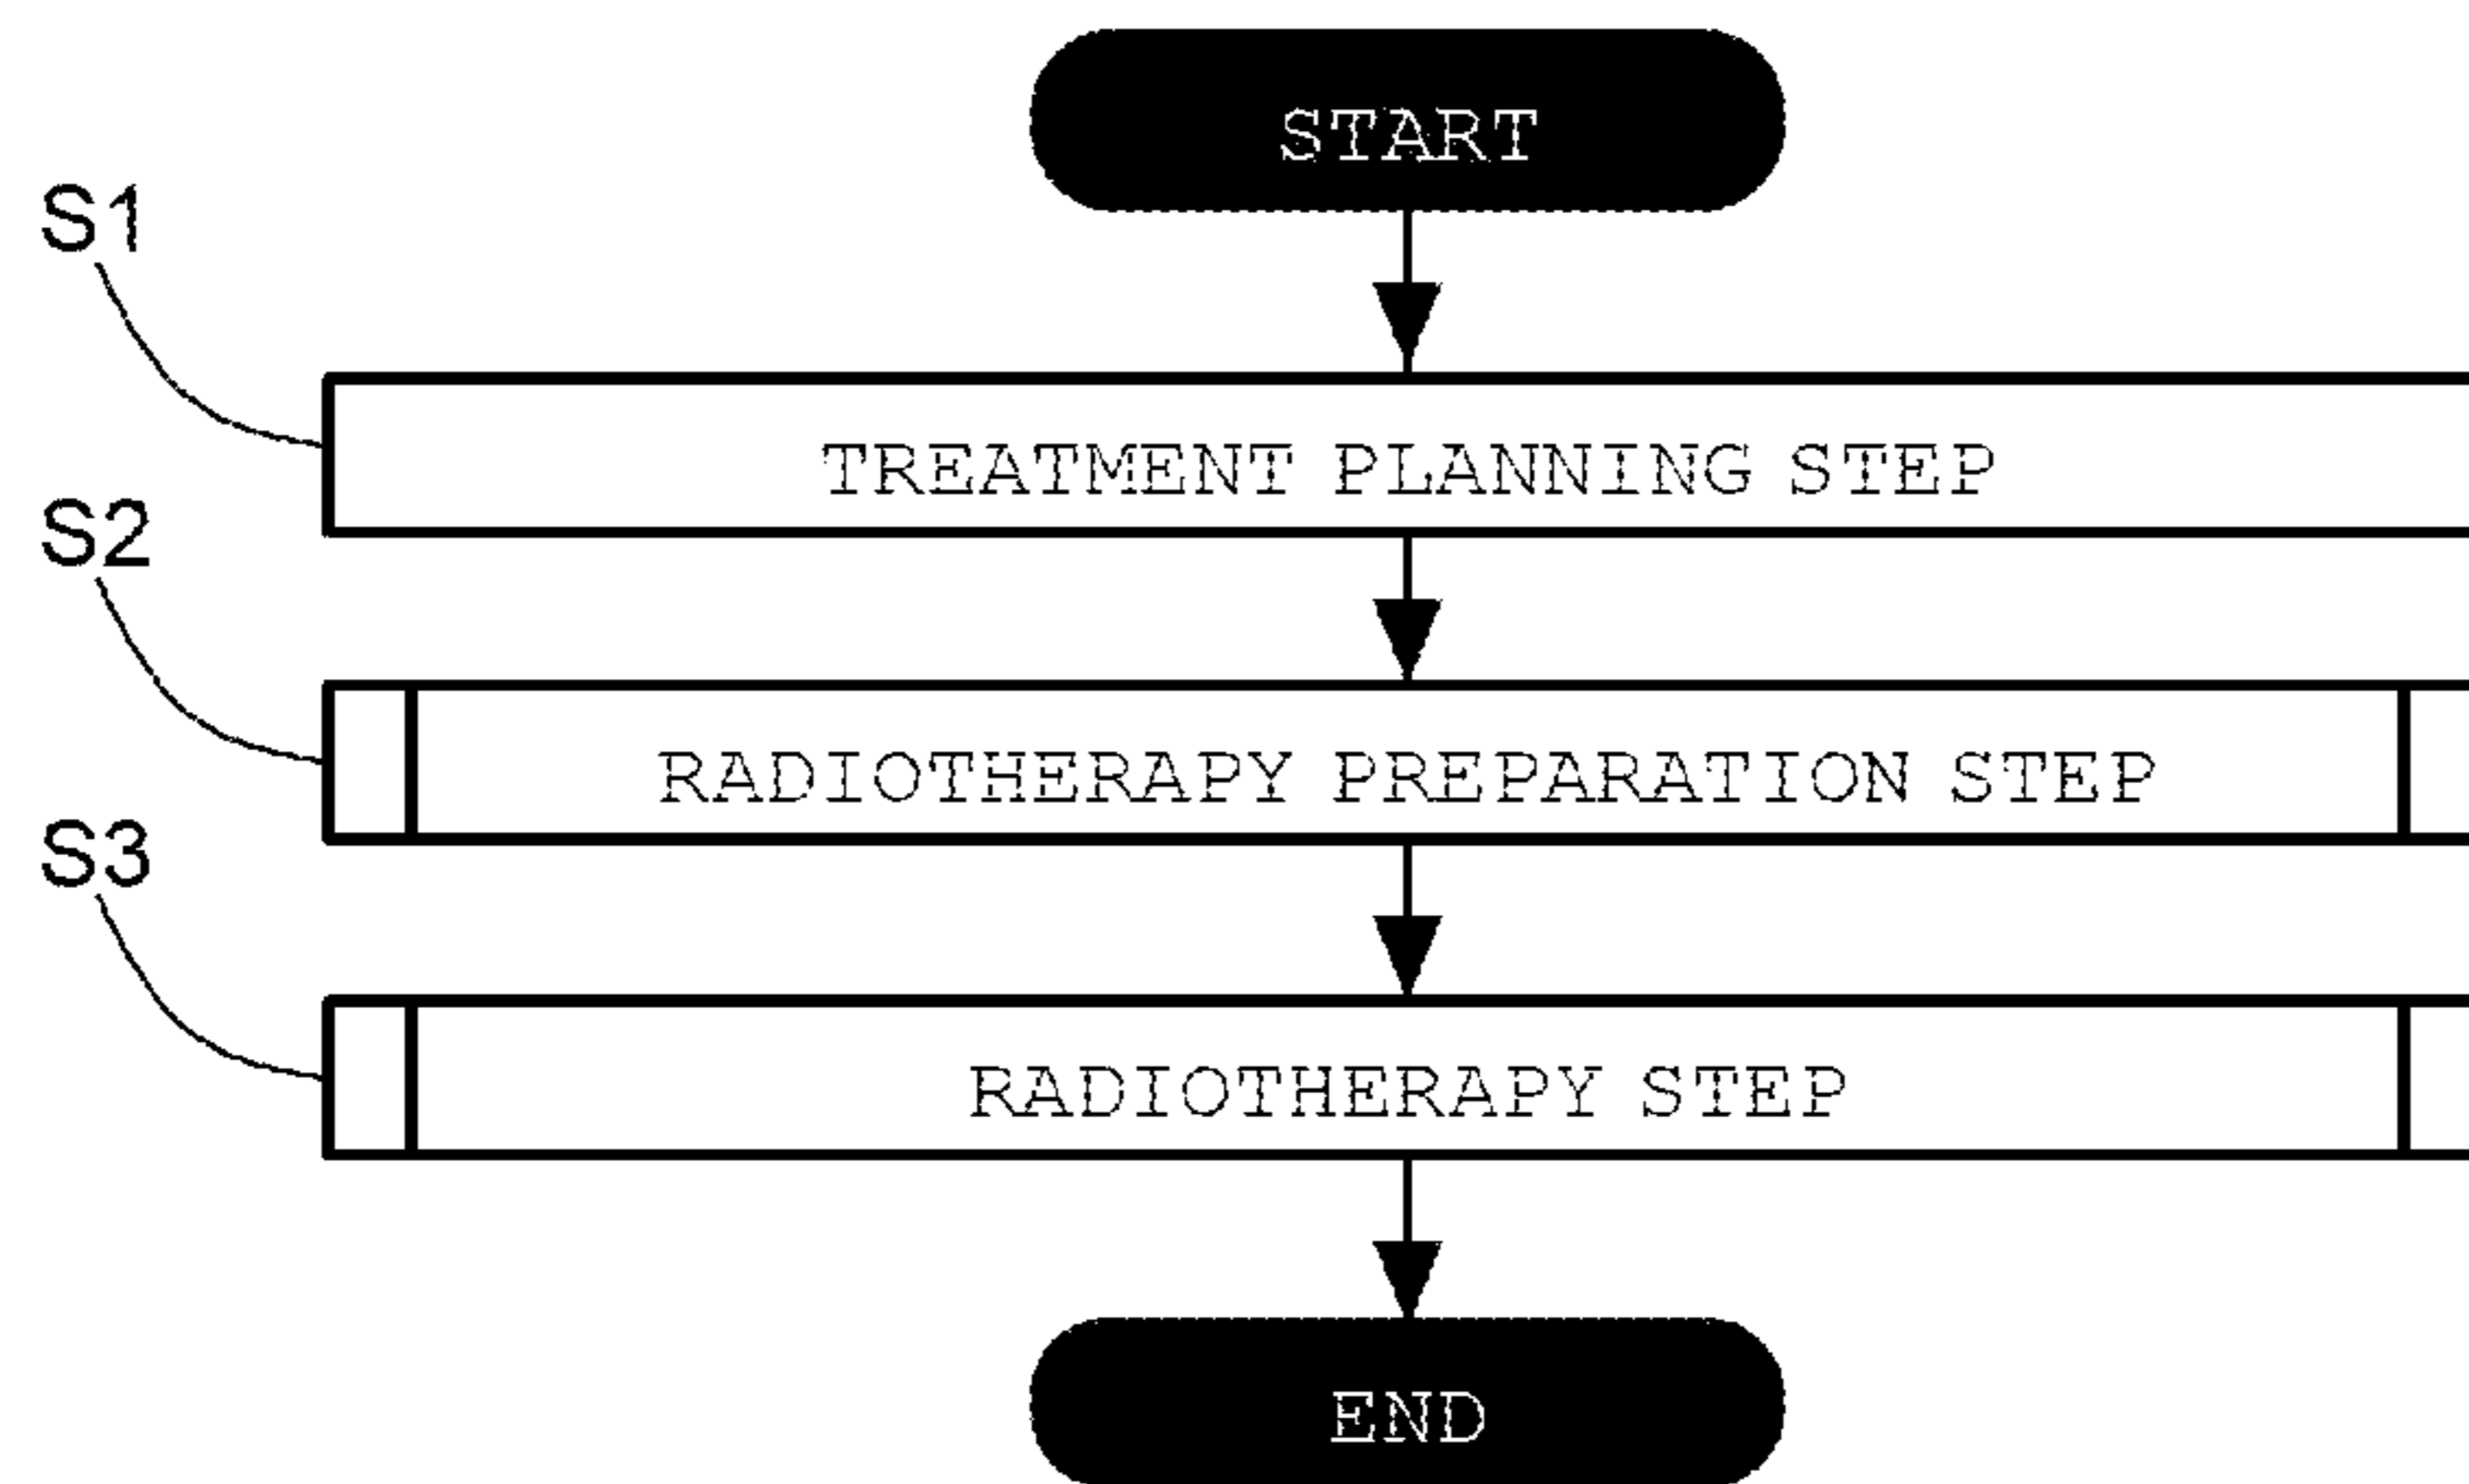 START
S1
TREATMENT PLANNING STEP
S2
RADIOTHERAPY PREPARATION STEP
S3
RADIOTHERAPY STEP
END